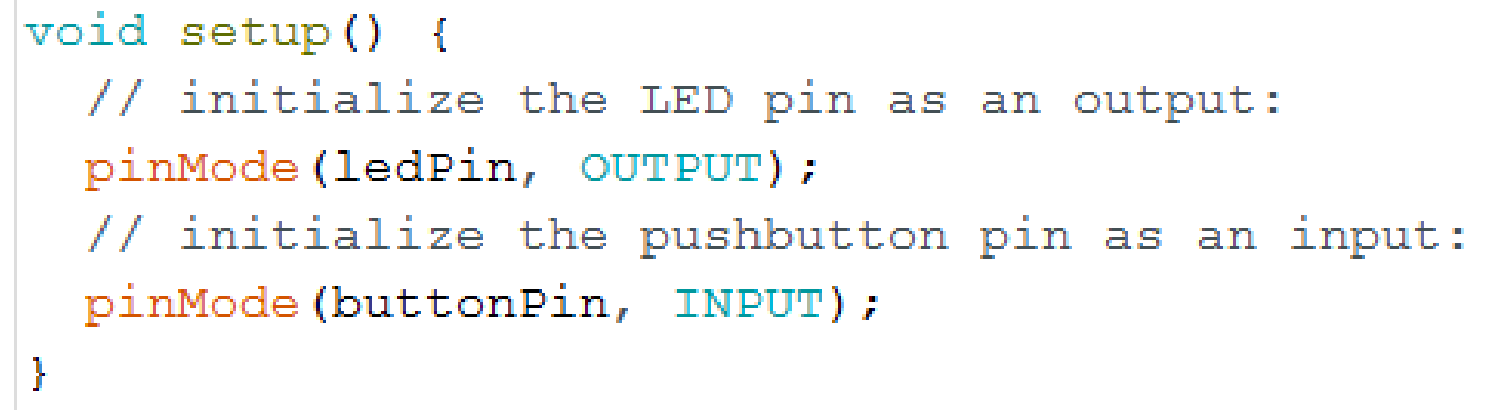 void setup() {
  // initialize the LED pin as an output:
  pinMode(ledPin, OUTPUT);
  // initialize the pushbutton pin as an input:
  pinMode(buttonPin, INPUT);
}